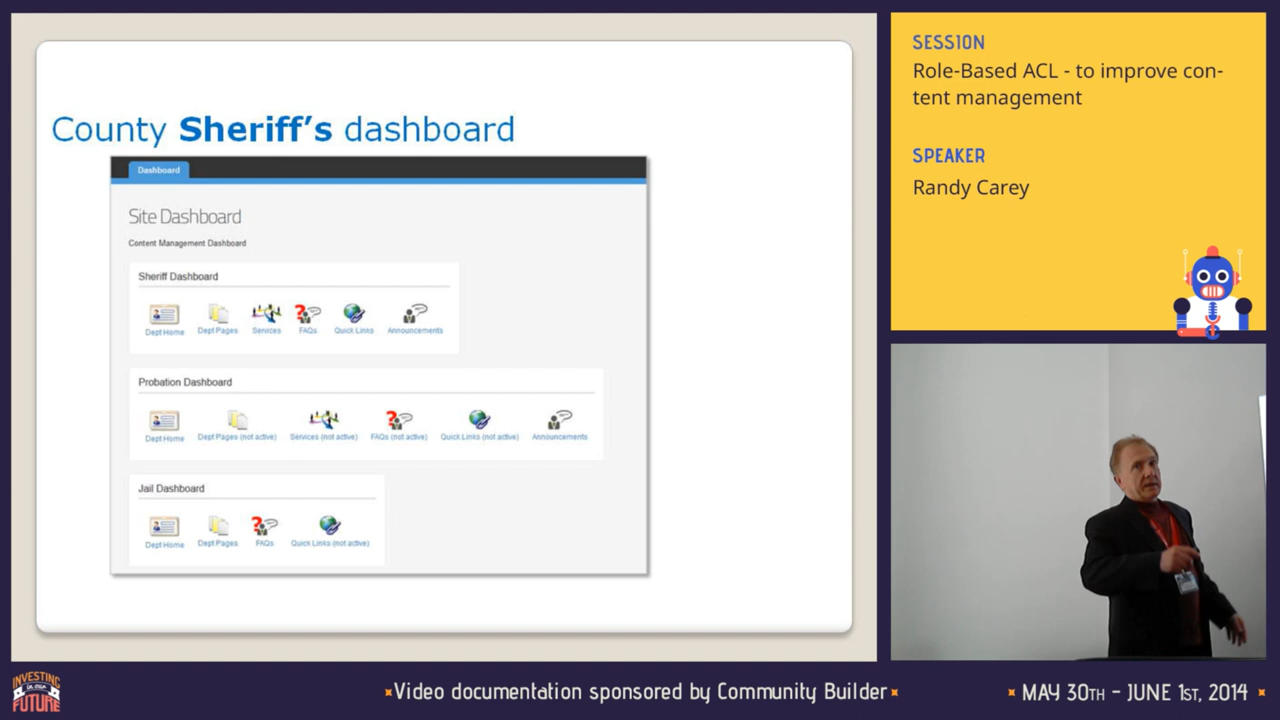 County Sheriff's dashboard
Dashboard
Site Dashboard
Content Management Dashboard
Sheriff Dashboard
Dept Home Dept Pages Services FAQs Quick Links Announcements
Probation Dashboard
Dept Home Dept Pages (not active) Services (not active) FAQs (not active) Quick Links (not active) Announcements
Jail Dashboard
Dept Home Dept Pages FAQs Quick Links (not active)
SESSION
Role-Based ACL - to improve con-
tent management
SPEAKER
Randy Carey
INVESTING
IN OUR
FUTURE
Video documentation sponsored by Community Builder
MAY 30TH - JUNE 1ST, 2014